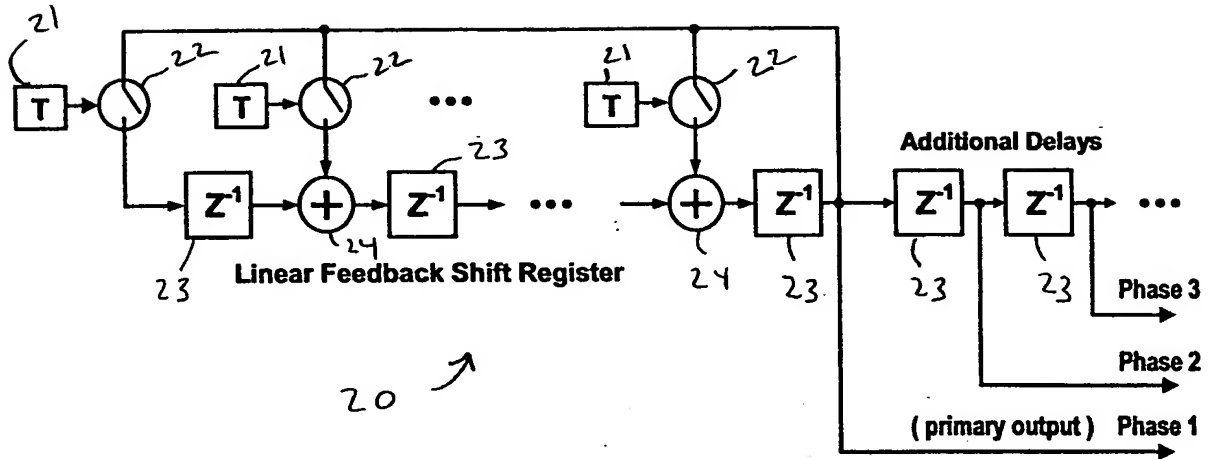 21
22
21
22
21
22
T
T
•••
T
23
Additional Delays
Z⁻¹
+
Z⁻¹
•••
+
Z⁻¹
Z⁻¹
Z⁻¹
•••
24
24
23
Linear Feedback Shift Register
23
23
23
Phase 3
20
Phase 2
( primary output ) Phase 1